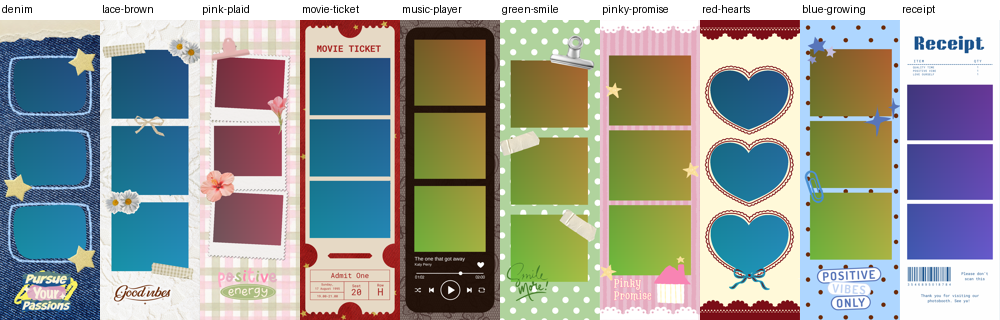 denim
lace-brown
pink-plaid
movie-ticket
music-player
green-smile
pinky-promise
red-hearts
blue-growing
receipt
Pursue
Your
Passions
Good vibes
positive
energy
MOVIE TICKET
Admit One
Seat
20
Row
H
The one that got away
Katy Perry
Smile
More!
Pinky
Promise
POSITIVE
VIBES
ONLY
Receipt
ITEM QTY
Please don't
scan this
Thank you for visiting our
photobooth. See ya!